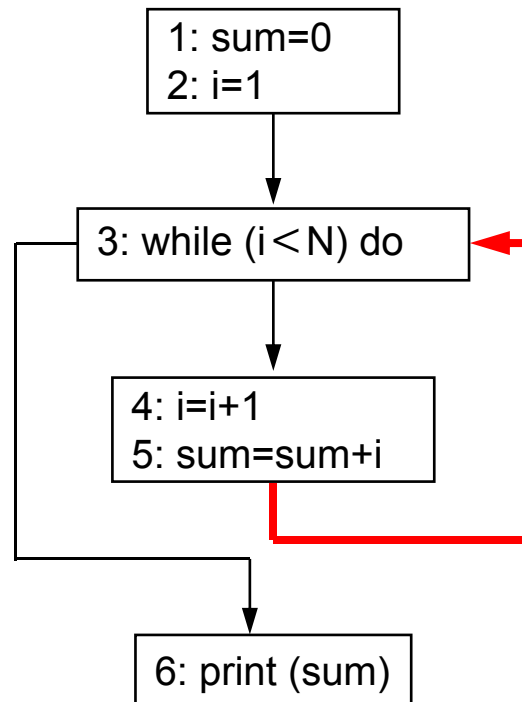 1: sum=0
2: i=1
3: while (i＜N) do
4: i=i+1
5: sum=sum+i
6: print (sum)